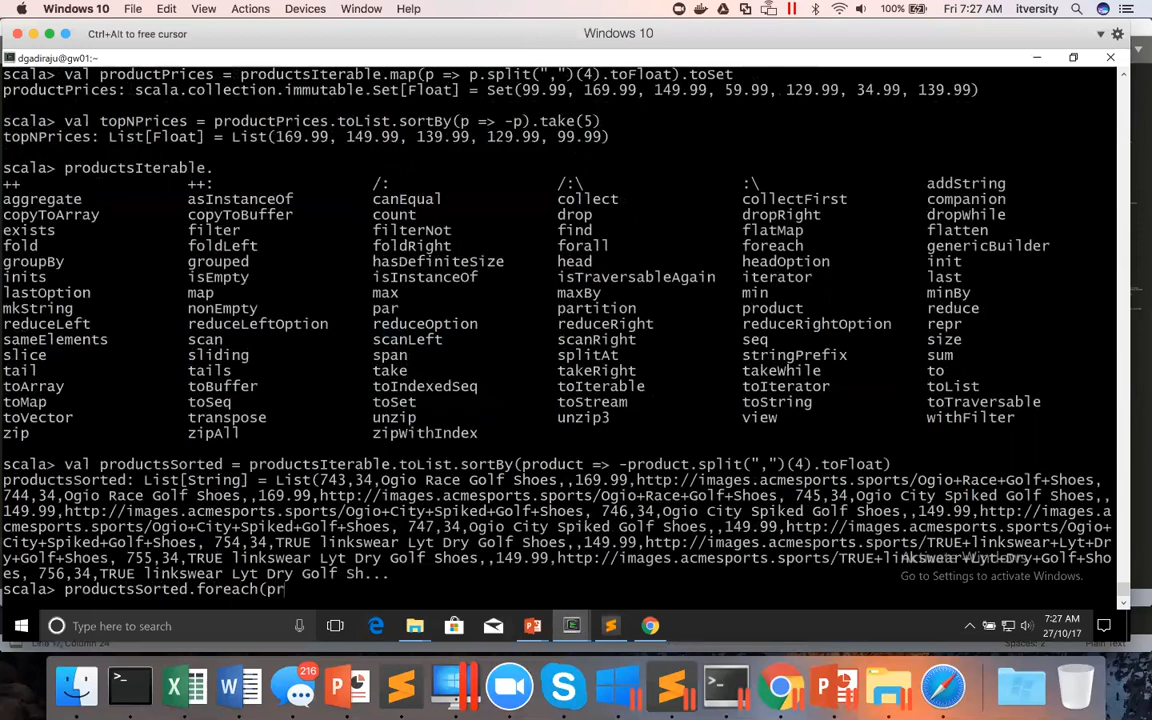 Windows 10 File Edit View Actions Devices Window Help 100% Fri 7:27 AM itversity
Ctrl+Alt to free cursor Windows 10
dgadiraju@gw01:~
scala> val productPrices = productsIterable.map(p => p.split(",")(4).toFloat).toSet
productPrices: scala.collection.immutable.Set[Float] = Set(99.99, 169.99, 149.99, 59.99, 129.99, 34.99, 139.99)
scala> val topNPrices = productPrices.toList.sortBy(p => -p).take(5)
topNPrices: List[Float] = List(169.99, 149.99, 139.99, 129.99, 99.99)
scala> productsIterable.
++ ++: /: /:\ :\ addString
aggregate asInstanceOf canEqual collect collectFirst companion
copyToArray copyToBuffer count drop dropRight dropWhile
exists filter filterNot find flatMap flatten
fold foldLeft foldRight forall foreach genericBuilder
groupBy grouped hasDefiniteSize head headOption init
inits isEmpty isInstanceOf isTraversableAgain iterator last
lastOption map max maxBy min minBy
mkString nonEmpty par partition product reduce
reduceLeft reduceLeftOption reduceOption reduceRight reduceRightOption repr
sameElements scan scanLeft scanRight seq size
slice sliding span splitAt stringPrefix sum
tail tails take takeRight takeWhile to
toArray toBuffer toIndexedSeq toIterable toIterator toList
toMap toSeq toSet toStream toString toTraversable
toVector transpose unzip unzip3 view withFilter
zip zipAll zipWithIndex
scala> val productsSorted = productsIterable.toList.sortBy(product => -product.split(",")(4).toFloat)
productsSorted: List[String] = List(743,34,Ogio Race Golf Shoes,,169.99,http://images.acmesports.sports/Ogio+Race+Golf+Shoes,
744,34,Ogio Race Golf Shoes,,169.99,http://images.acmesports.sports/Ogio+Race+Golf+Shoes, 745,34,Ogio City Spiked Golf Shoes,,
149.99,http://images.acmesports.sports/Ogio+City+Spiked+Golf+Shoes, 746,34,Ogio City Spiked Golf Shoes,,149.99,http://images.a
cmesports.sports/Ogio+City+Spiked+Golf+Shoes, 747,34,Ogio City Spiked Golf Shoes,,149.99,http://images.acmesports.sports/Ogio+
City+Spiked+Golf+Shoes, 754,34,TRUE linkswear Lyt Dry Golf Shoes,,149.99,http://images.acmesports.sports/TRUE+linkswear+Lyt+Dr
y+Golf+Shoes, 755,34,TRUE linkswear Lyt Dry Golf Shoes,,149.99,http://images.acmesports.sports/TRUE+linkswear+Lyt+Dry+Golf+Sho
es, 756,34,TRUE linkswear Lyt Dry Golf Sh...
Activate Windows
Go to Settings to activate Windows.
scala> productsSorted.foreach(pr
Type here to search 7:27 AM
27/10/17
Plain Text
216